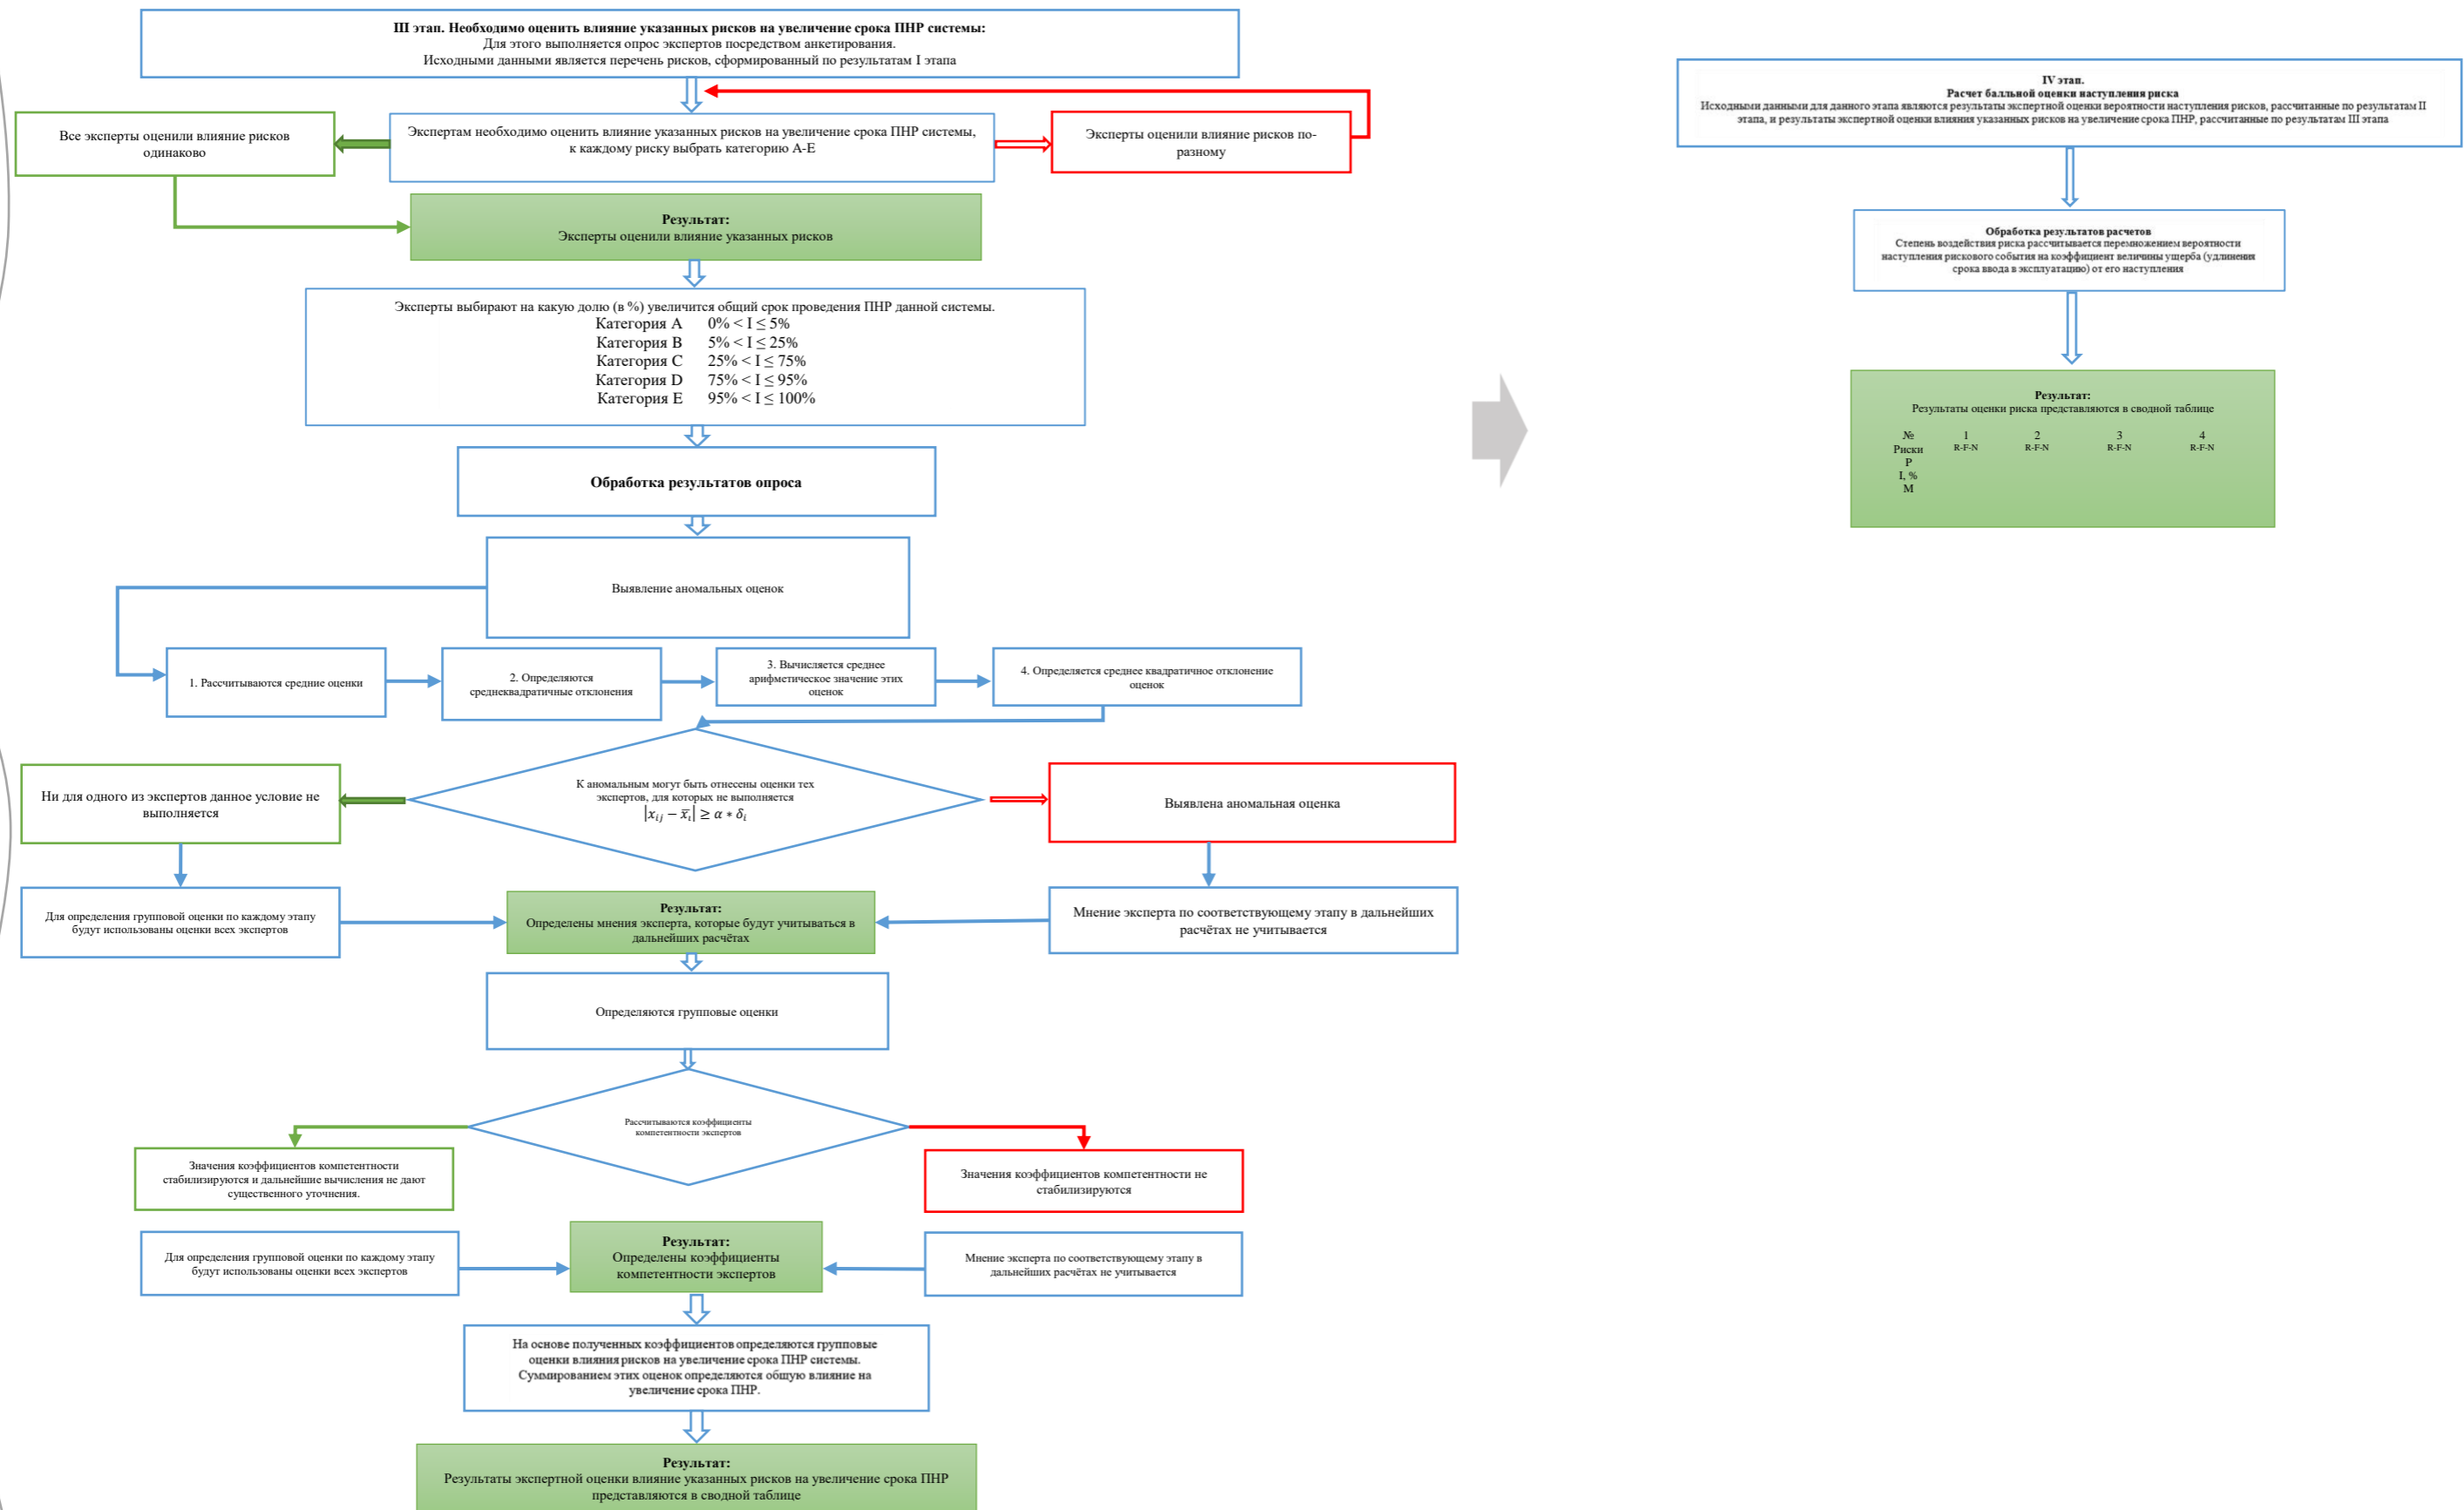 III этап. Необходимо оценить влияние указанных рисков на увеличение срока ПНР системы:
Для этого выполняется опрос экспертов посредством анкетирования.
Исходными данными является перечень рисков, сформированный по результатам I этапа
Все эксперты оценили влияние рисков
одинаково
Экспертам необходимо оценить влияние указанных рисков на увеличение срока ПНР системы,
к каждому риску выбрать категорию А-Е
Эксперты оценили влияние рисков по-
разному
Результат:
Эксперты оценили влияние указанных рисков
Эксперты выбирают на какую долю (в %) увеличится общий срок проведения ПНР данной системы.
Категория A 0% < I ≤ 5%
Категория B 5% < I ≤ 25%
Категория C 25% < I ≤ 75%
Категория D 75% < I ≤ 95%
Категория E 95% < I ≤ 100%
Обработка результатов опроса
Выявление аномальных оценок
1. Рассчитываются средние оценки
2. Определяются
среднеквадратичные отклонения
3. Вычисляется среднее
арифметическое значение этих
оценок
4. Определяется среднее квадратичное отклонение
оценок
К аномальным могут быть отнесены оценки тех
экспертов, для которых не выполняется
|x_{ij} − x̅_i| ≥ α ∗ δ_i
Ни для одного из экспертов данное условие не
выполняется
Выявлена аномальная оценка
Для определения групповой оценки по каждому этапу
будут использованы оценки всех экспертов
Результат:
Определены мнения эксперта, которые будут учитываться в
дальнейших расчётах
Мнение эксперта по соответствующему этапу в дальнейших
расчётах не учитывается
Определяются групповые оценки
Рассчитываются коэффициенты
компетентности экспертов
Значения коэффициентов компетентности
стабилизируются и дальнейшие вычисления не дают
существенного уточнения.
Значения коэффициентов компетентности не
стабилизируются
Для определения групповой оценки по каждому этапу
будут использованы оценки всех экспертов
Результат:
Определены коэффициенты
компетентности экспертов
Мнение эксперта по соответствующему этапу в
дальнейших расчётах не учитывается
На основе полученных коэффициентов определяются групповые
оценки влияния рисков на увеличение срока ПНР системы.
Суммированием этих оценок определяются общую влияние на
увеличение срока ПНР.
Результат:
Результаты экспертной оценки влияние указанных рисков на увеличение срока ПНР
представляются в сводной таблице
IV этап.
Расчет балльной оценки наступления риска
Исходными данными для данного этапа являются результаты экспертной оценки вероятности наступления рисков, рассчитанные по результатам II
этапа, и результаты экспертной оценки влияния указанных рисков на увеличение срока ПНР, рассчитанные по результатам III этапа
Обработка результатов расчетов
Степень воздействия риска рассчитывается перемножением вероятности
наступления рискового события на коэффициент величины ущерба (удлинения
срока ввода в эксплуатацию) от его наступления
Результат:
Результаты оценки риска представляются в сводной таблице
№ 1 2 3 4
Риски R-F-N R-F-N R-F-N R-F-N
P
I, %
M